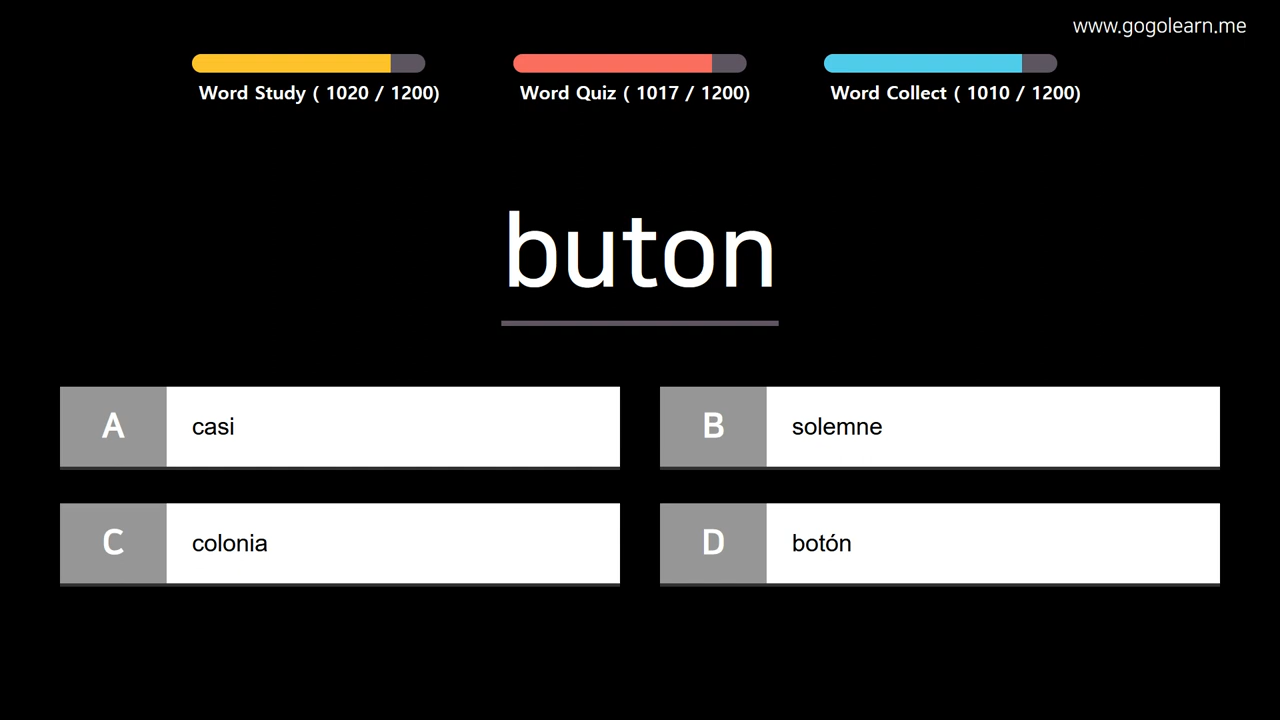 www.gogolearn.me
Word Study ( 1020 / 1200)
Word Quiz ( 1017 / 1200)
Word Collect ( 1010 / 1200)
buton
A casi
B solemne
C colonia
D botón